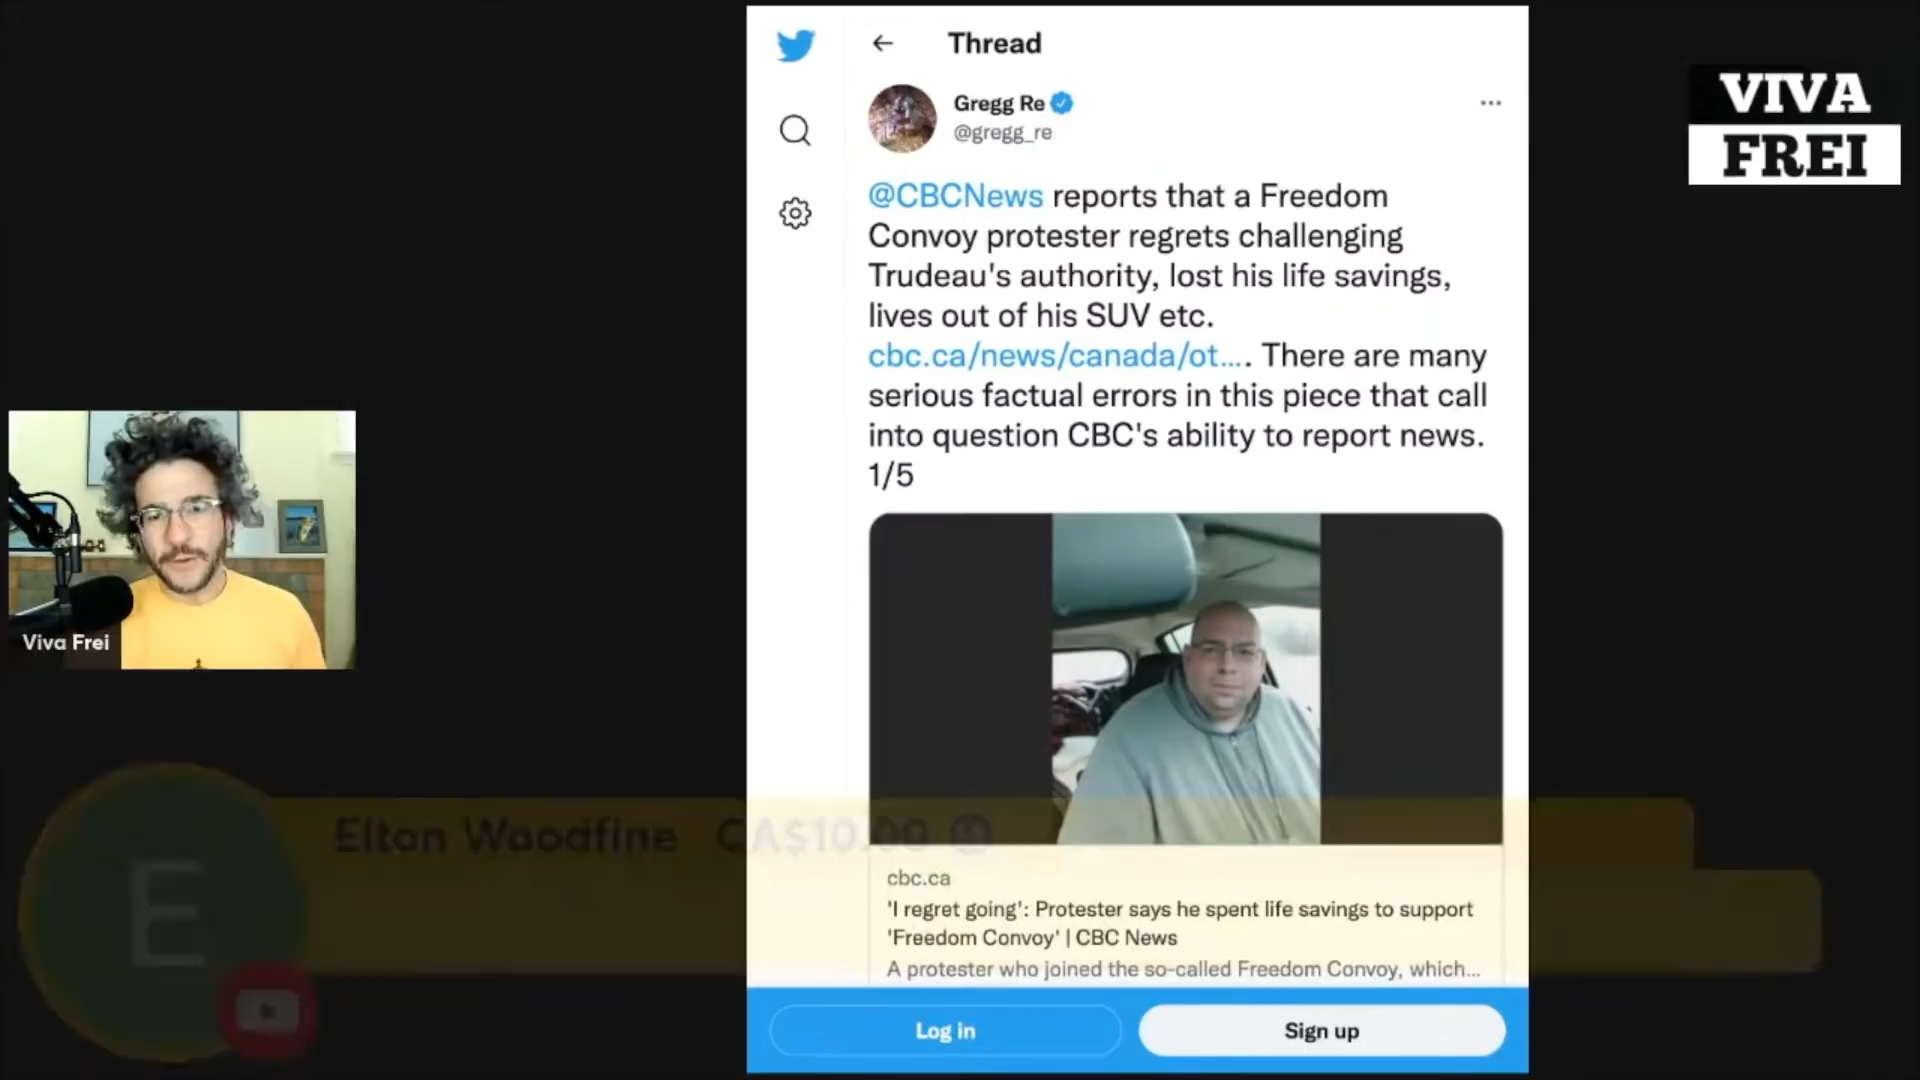 Thread
Gregg Re
@gregg_re
@CBCNews reports that a Freedom
Convoy protester regrets challenging
Trudeau's authority, lost his life savings,
lives out of his SUV etc.
cbc.ca/news/canada/ot.... There are many
serious factual errors in this piece that call
into question CBC's ability to report news.
1/5
cbc.ca
'I regret going': Protester says he spent life savings to support
'Freedom Convoy' | CBC News
A protester who joined the so-called Freedom Convoy, which...
Log in
Sign up
VIVA
FREI
Viva Frei
Elton Woodfine CA$10.00
E